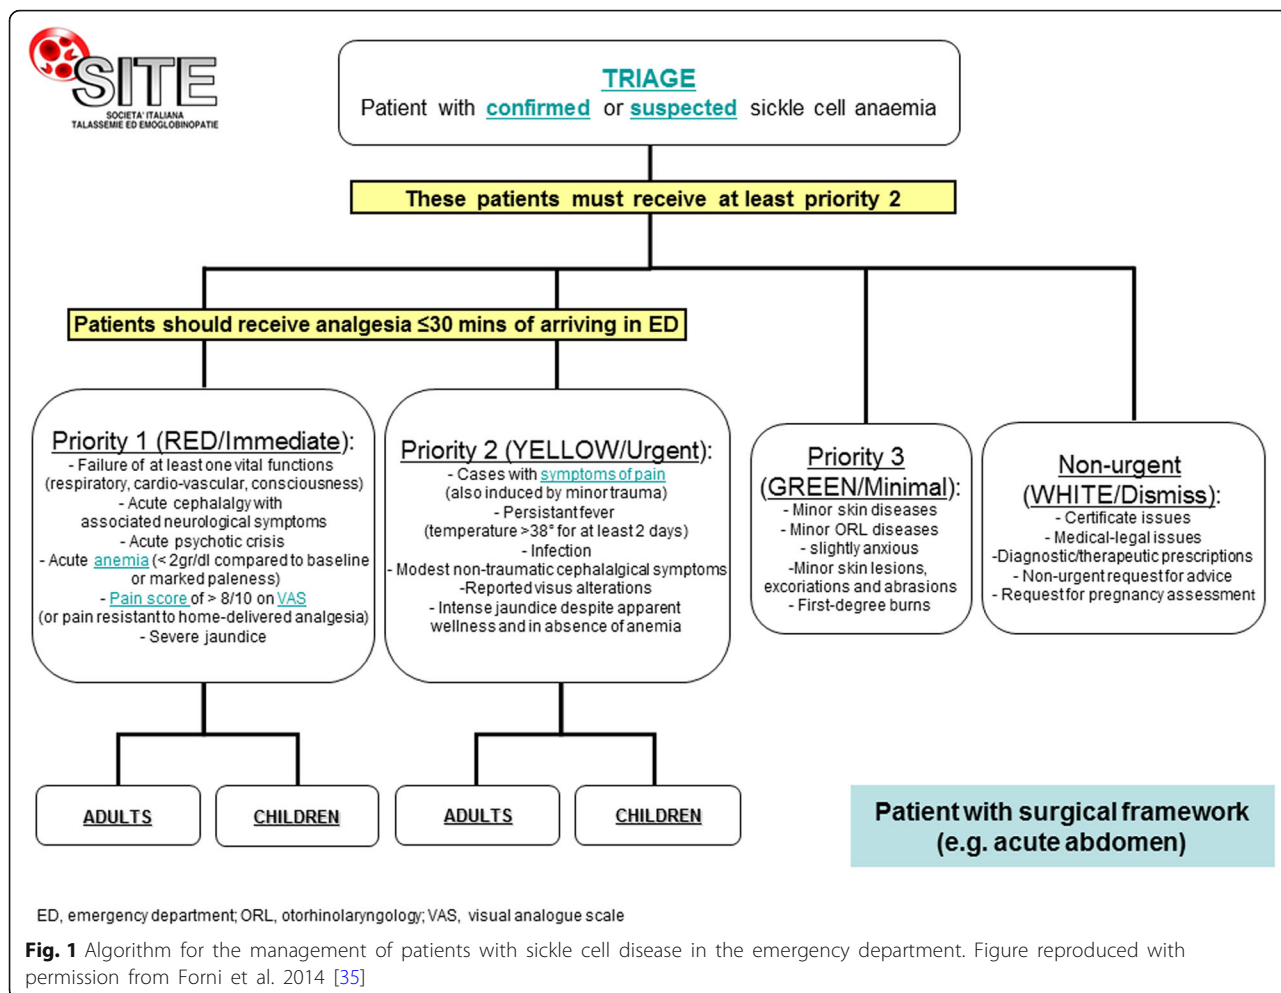 SITE
SOCIETA' ITALIANA
TALASSEMIE ED EMOGLOBINOPATIE
TRIAGE
Patient with confirmed or suspected sickle cell anaemia
These patients must receive at least priority 2
Patients should receive analgesia ≤30 mins of arriving in ED
Priority 1 (RED/Immediate):
- Failure of at least one vital functions
(respiratory, cardio-vascular, consciousness)
- Acute cephalgy with
associated neurological symptoms
- Acute psychotic crisis
- Acute anemia (< 2gr/dl compared to baseline
or marked paleness)
- Pain score of > 8/10 on VAS
(or pain resistant to home-delivered analgesia)
- Severe jaundice
Priority 2 (YELLOW/Urgent):
- Cases with symptoms of pain
(also induced by minor trauma)
- Persistant fever
(temperature >38° for at least 2 days)
-Infection
- Modest non-traumatic cephalalgical symptoms
-Reported visus alterations
- Intense jaundice despite apparent
wellness and in absence of anemia
Priority 3
(GREEN/Minimal):
- Minor skin diseases
- Minor ORL diseases
- slightly anxious
-Minor skin lesions,
excoriations and abrasions
- First-degree burns
Non-urgent
(WHITE/Dismiss):
- Certificate issues
- Medical-legal issues
-Diagnostic/therapeutic prescriptions
- Non-urgent request for advice
- Request for pregnancy assessment
ADULTS
CHILDREN
ADULTS
CHILDREN
Patient with surgical framework
(e.g. acute abdomen)
ED, emergency department; ORL, otorhinolaryngology; VAS, visual analogue scale
Fig. 1 Algorithm for the management of patients with sickle cell disease in the emergency department. Figure reproduced with
permission from Forni et al. 2014 [35]